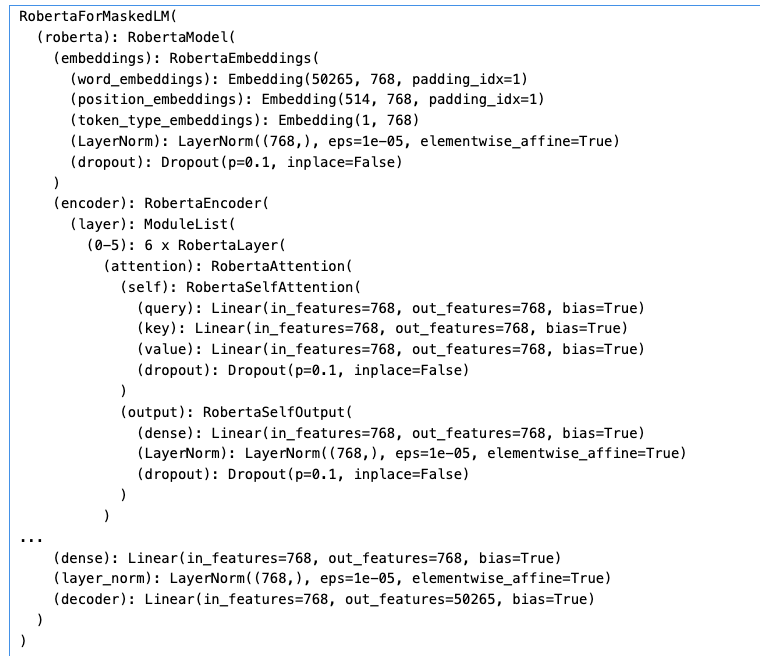 RobertaForMaskedLM(
  (roberta): RobertaModel(
    (embeddings): RobertaEmbeddings(
      (word_embeddings): Embedding(50265, 768, padding_idx=1)
      (position_embeddings): Embedding(514, 768, padding_idx=1)
      (token_type_embeddings): Embedding(1, 768)
      (LayerNorm): LayerNorm((768,), eps=1e-05, elementwise_affine=True)
      (dropout): Dropout(p=0.1, inplace=False)
    )
    (encoder): RobertaEncoder(
      (layer): ModuleList(
        (0-5): 6 x RobertaLayer(
          (attention): RobertaAttention(
            (self): RobertaSelfAttention(
              (query): Linear(in_features=768, out_features=768, bias=True)
              (key): Linear(in_features=768, out_features=768, bias=True)
              (value): Linear(in_features=768, out_features=768, bias=True)
              (dropout): Dropout(p=0.1, inplace=False)
            )
            (output): RobertaSelfOutput(
              (dense): Linear(in_features=768, out_features=768, bias=True)
              (LayerNorm): LayerNorm((768,), eps=1e-05, elementwise_affine=True)
              (dropout): Dropout(p=0.1, inplace=False)
            )
          )
...
    (dense): Linear(in_features=768, out_features=768, bias=True)
    (layer_norm): LayerNorm((768,), eps=1e-05, elementwise_affine=True)
    (decoder): Linear(in_features=768, out_features=50265, bias=True)
  )
)